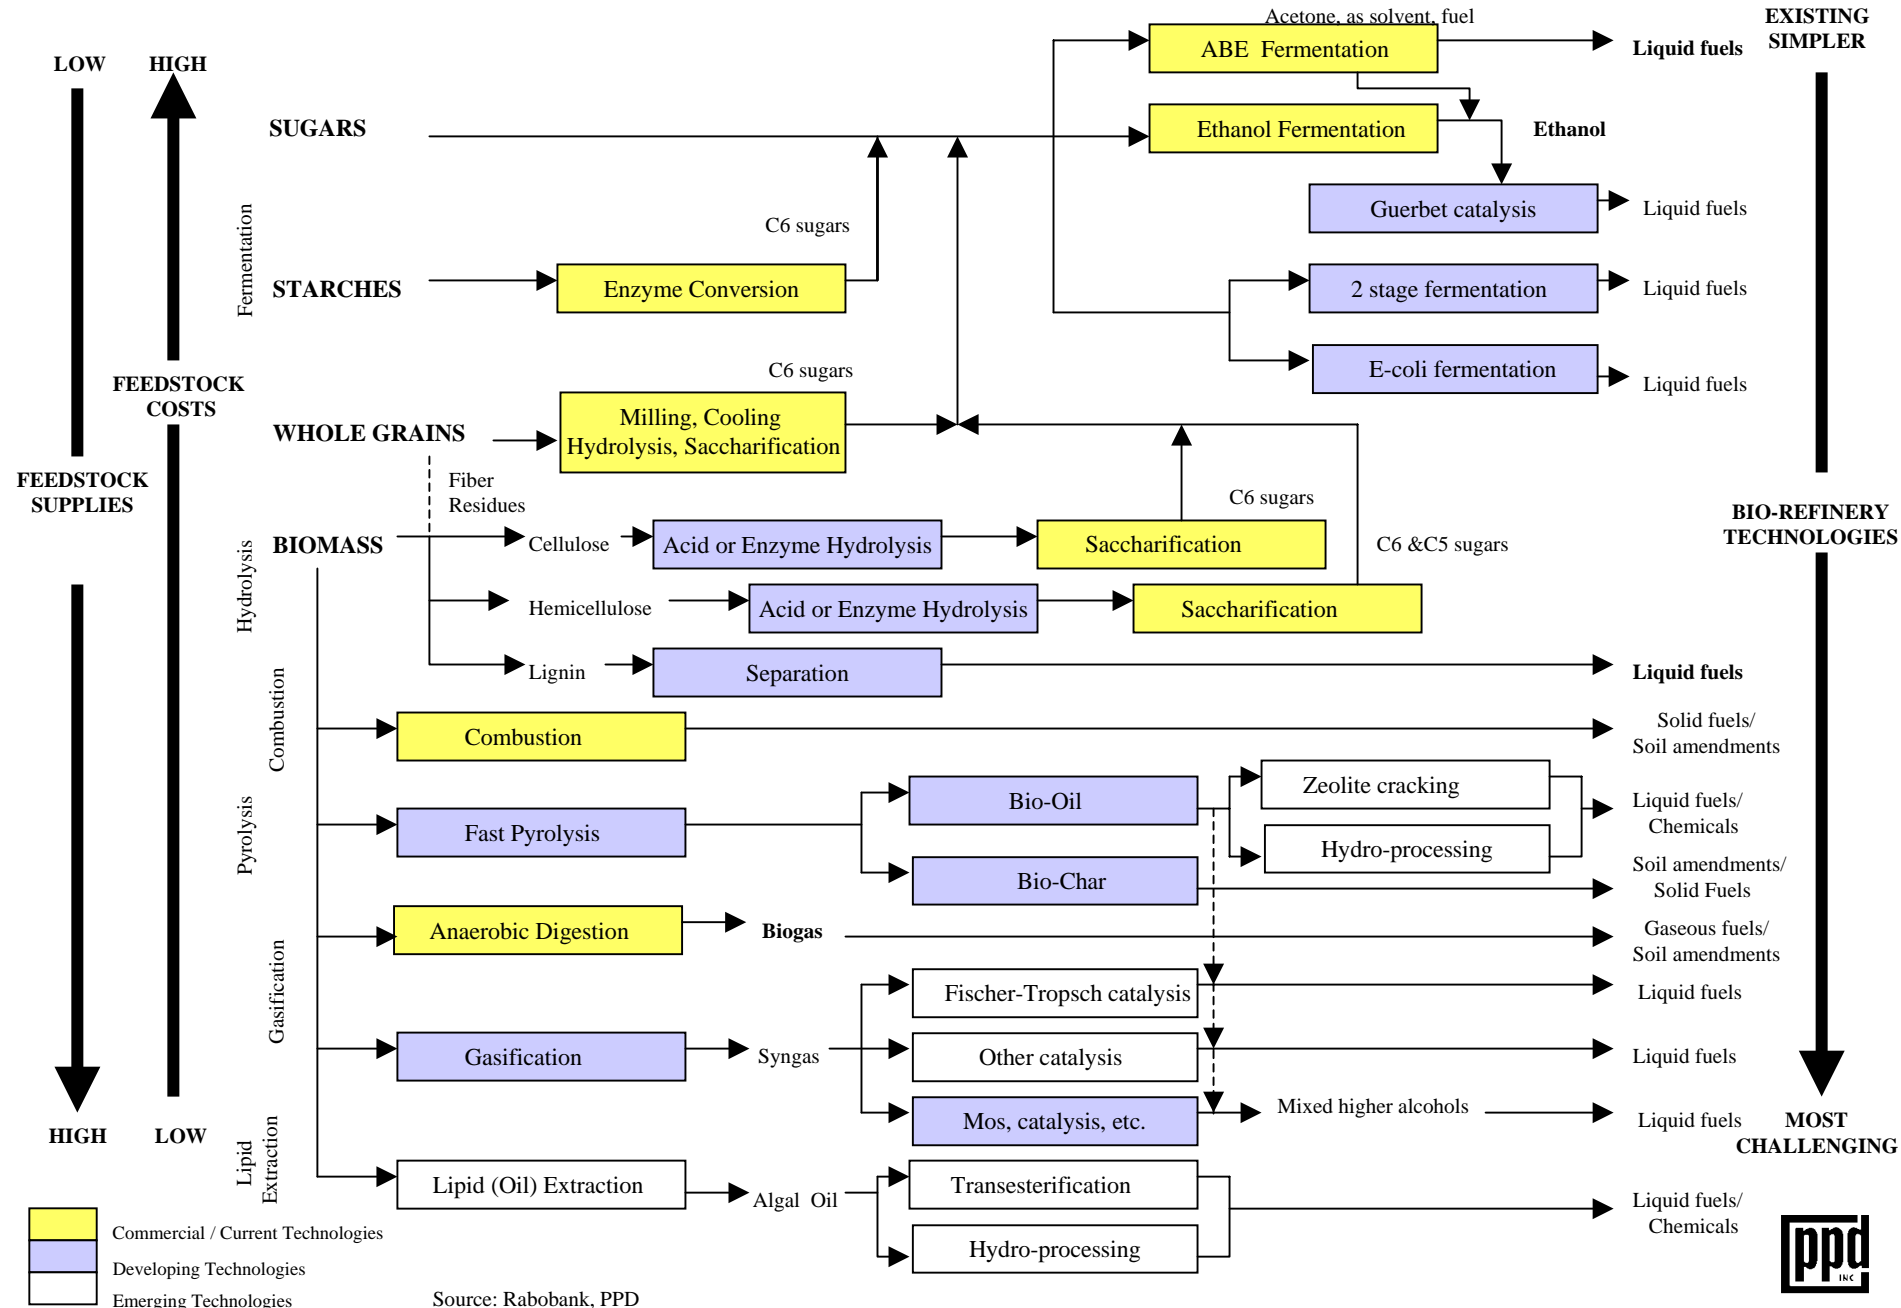 Acetone, as solvent, fuel
EXISTING
SIMPLER
LOW
HIGH
ABE  Fermentation
Liquid fuels
SUGARS
Ethanol Fermentation
Ethanol
Guerbet catalysis
Liquid fuels
C6 sugars
Fermentation
STARCHES
Enzyme Conversion
2 stage fermentation
Liquid fuels
E-coli fermentation
Liquid fuels
C6 sugars
FEEDSTOCK
COSTS
WHOLE GRAINS
Milling, Cooling
Hydrolysis, Saccharification
FEEDSTOCK
SUPPLIES
Fiber
Residues
C6 sugars
BIO-REFINERY
TECHNOLOGIES
Hydrolysis
BIOMASS
Cellulose
Acid or Enzyme Hydrolysis
Saccharification
C6 &C5 sugars
Hemicellulose
Acid or Enzyme Hydrolysis
Saccharification
Lignin
Separation
Liquid fuels
Combustion
Combustion
Solid fuels/
Soil amendments
Pyrolysis
Fast Pyrolysis
Bio-Oil
Zeolite cracking
Hydro-processing
Liquid fuels/
Chemicals
Bio-Char
Soil amendments/
Solid Fuels
Anaerobic Digestion
Biogas
Gaseous fuels/
Soil amendments
Gasification
Gasification
Syngas
Fischer-Tropsch catalysis
Liquid fuels
Other catalysis
Liquid fuels
Mos, catalysis, etc.
Mixed higher alcohols
Liquid fuels
HIGH
LOW
MOST
CHALLENGING
Lipid
Extraction
Lipid (Oil) Extraction
Algal  Oil
Transesterification
Hydro-processing
Liquid fuels/
Chemicals
Commercial / Current Technologies
Developing Technologies
Emerging Technologies
Source: Rabobank, PPD
ppd
INC